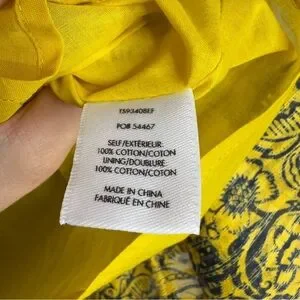 TS9340BEF
PO# 54467
SELF/EXTÉRIEUR:
100% COTTON/COTON
LINING/DOUBLURE
100% COTTON/COTON
MADE IN CHINA
FABRIQUÉ EN CHINE